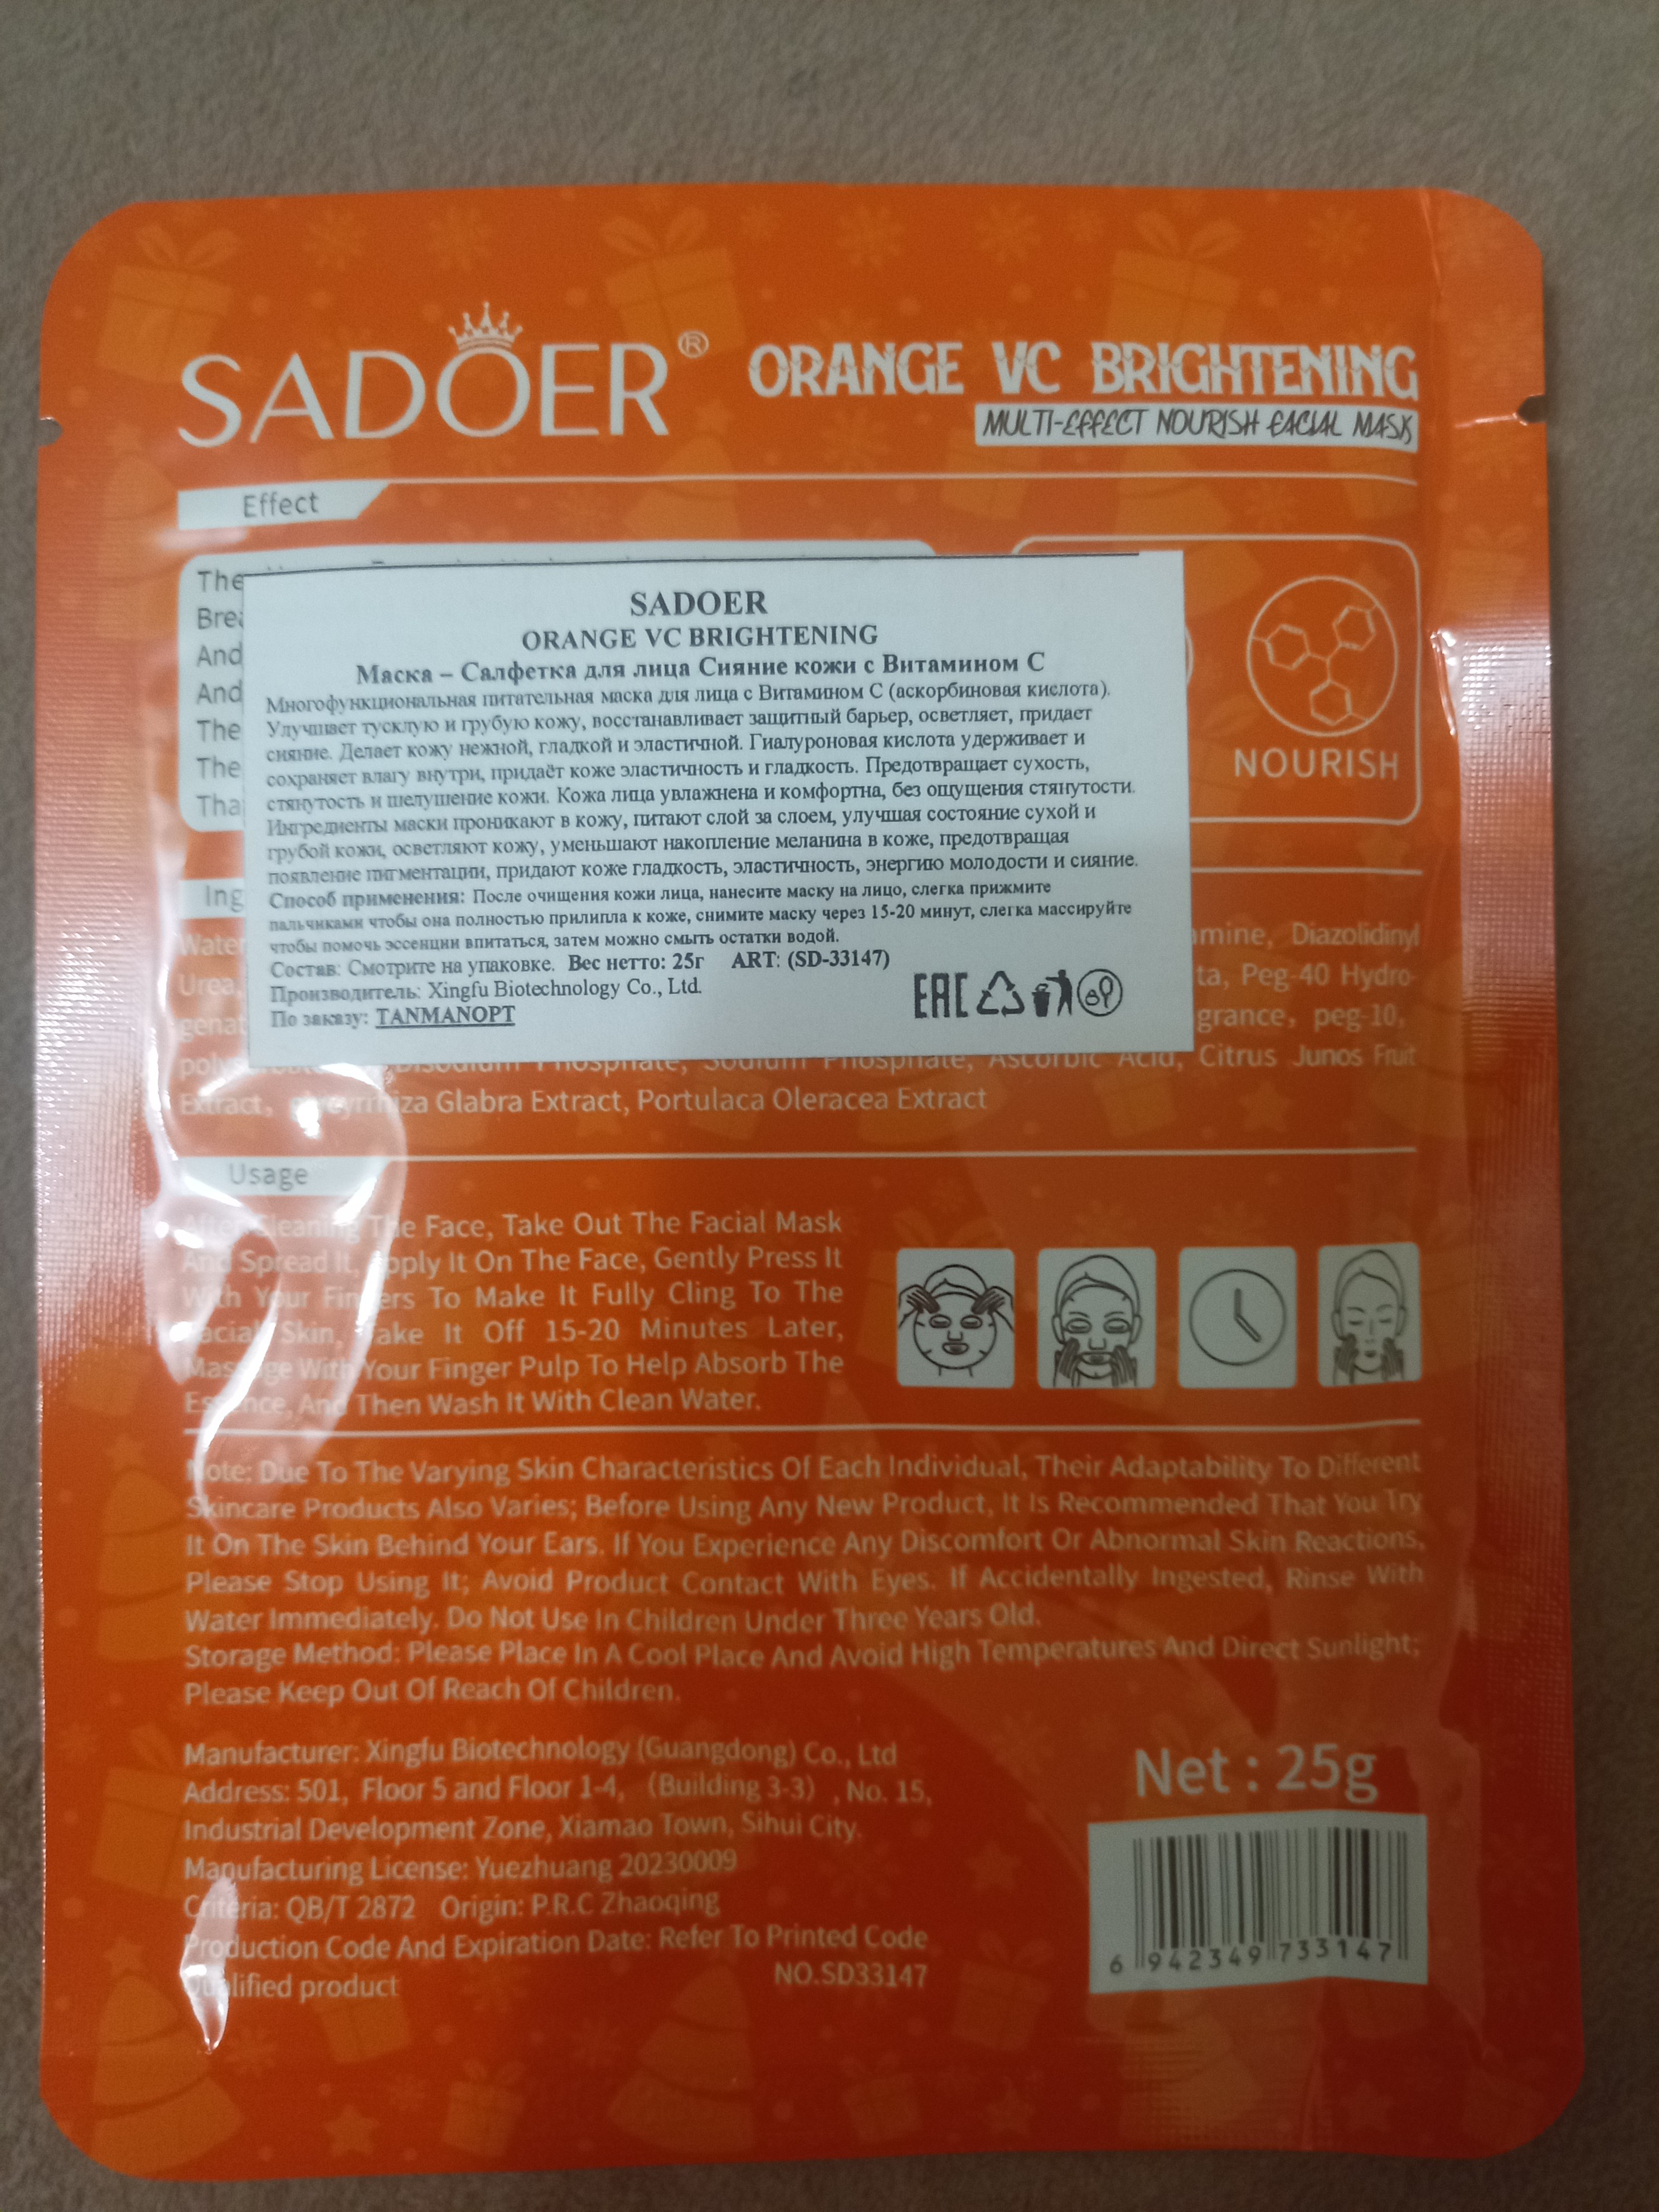 SADOER®
ORANGE VC BRIGHTENING
MULTI-EFFECT NOURISH FACIAL MASK
Effect
The
And
And
The
The
NOURISH
SADOER
ORANGE VC BRIGHTENING
Маска – Салфетка для лица Сияние кожи с Витамином С
Многофункциональная питательная маска для лица с Витамином С (аскорбиновая кислота).
Улучшает тусклую и грубую кожу, восстанавливает защитный барьер, осветляет, придает
сияние. Делает кожу нежной, гладкой и эластичной. Гиалуроновая кислота удерживает и
сохраняет влагу внутри, придаёт коже эластичность и гладкость. Предотвращает сухость,
стянутость и шелушение кожи. Кожа лица увлажнена и комфортна, без ощущения стянутости.
Ингредиенты маски проникают в кожу, питают слой за слоем, улучшая состояние сухой и
грубой кожи, осветляют кожу, уменьшают накопление меланина в коже, предотвращая
появление пигментации, придают коже гладкость, эластичность, энергию молодости и сияние.
Способ применения: После очищения кожи лица, нанесите маску на лицо, слегка прижмите
пальчиками чтобы она полностью прилипла к коже, снимите маску через 15-20 минут, слегка массируйте
чтобы помочь эссенции впитаться, затем можно смыть остатки водой.
Состав: Смотрите на упаковке. Вес нетто: 25г ART: (SD-33147)
Производитель: Xingfu Biotechnology Co., Ltd.
По заказу: TANMANOPT
EAC
Water
Diazolidinyl
Urea,
Peg-40 Hydro-
peg-10,
Disodium Phosphate, Sodium Phosphate, Ascorbic Acid, Citrus Junos Fruit
Extract, Glabra Extract, Portulaca Oleracea Extract
Usage
After Cleaning The Face, Take Out The Facial Mask
And Spread It, Apply It On The Face, Gently Press It
With Your Fingers To Make It Fully Cling To The
Facial Skin, Take It Off 15-20 Minutes Later,
Massage With Your Finger Pulp To Help Absorb The
Essence, And Then Wash It With Clean Water.
Note: Due To The Varying Skin Characteristics Of Each Individual, Their Adaptability To Different
Skincare Products Also Varies; Before Using Any New Product, It Is Recommended That You Try
It On The Skin Behind Your Ears. If You Experience Any Discomfort Or Abnormal Skin Reactions,
Please Stop Using It; Avoid Product Contact With Eyes. If Accidentally Ingested, Rinse With
Water Immediately. Do Not Use In Children Under Three Years Old.
Storage Method: Please Place In A Cool Place And Avoid High Temperatures And Direct Sunlight;
Please Keep Out Of Reach Of Children.
Manufacturer: Xingfu Biotechnology (Guangdong) Co., Ltd
Address: 501, Floor 5 and Floor 1-4, （Building 3-3）, No. 15,
Industrial Development Zone, Xiamao Town, Sihui City.
Manufacturing License: Yuezhuang 20230009
Criteria: QB/T 2872 Origin: P.R.C Zhaoqing
Production Code And Expiration Date: Refer To Printed Code
Qualified product NO.SD33147
Net : 25g
6 942349 733147